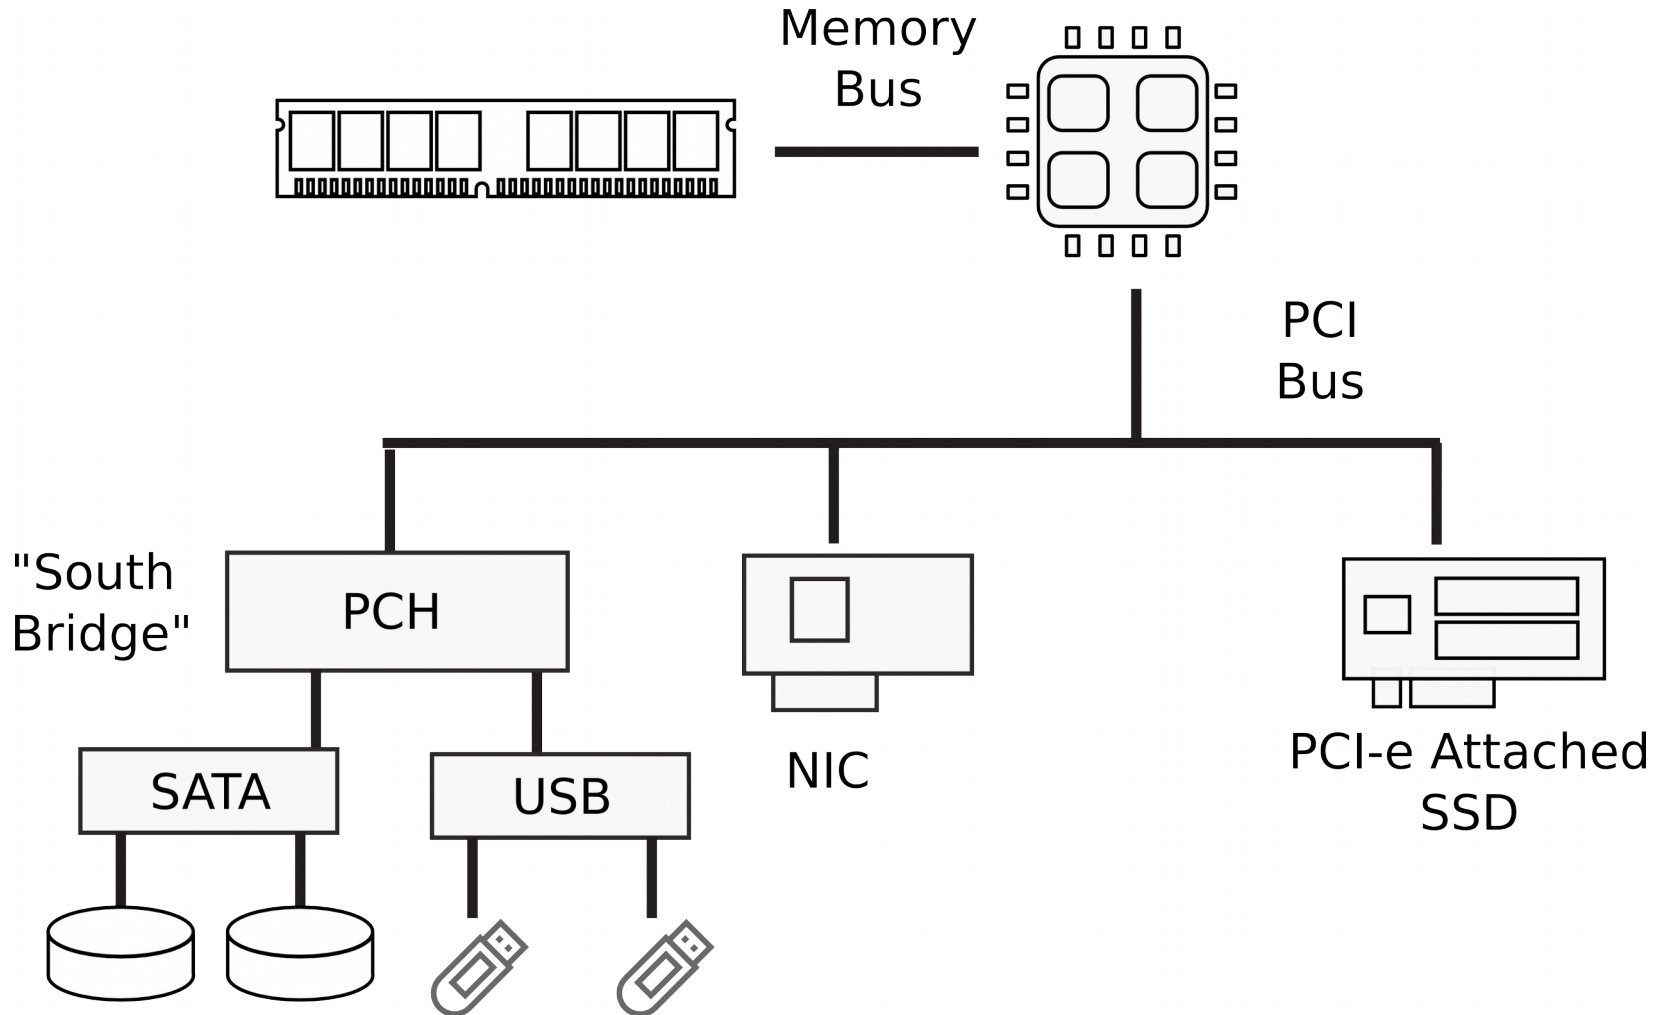 Memory
Bus
PCI
Bus
"South
Bridge"
PCH
SATA
USB
NIC
PCI-e Attached
SSD